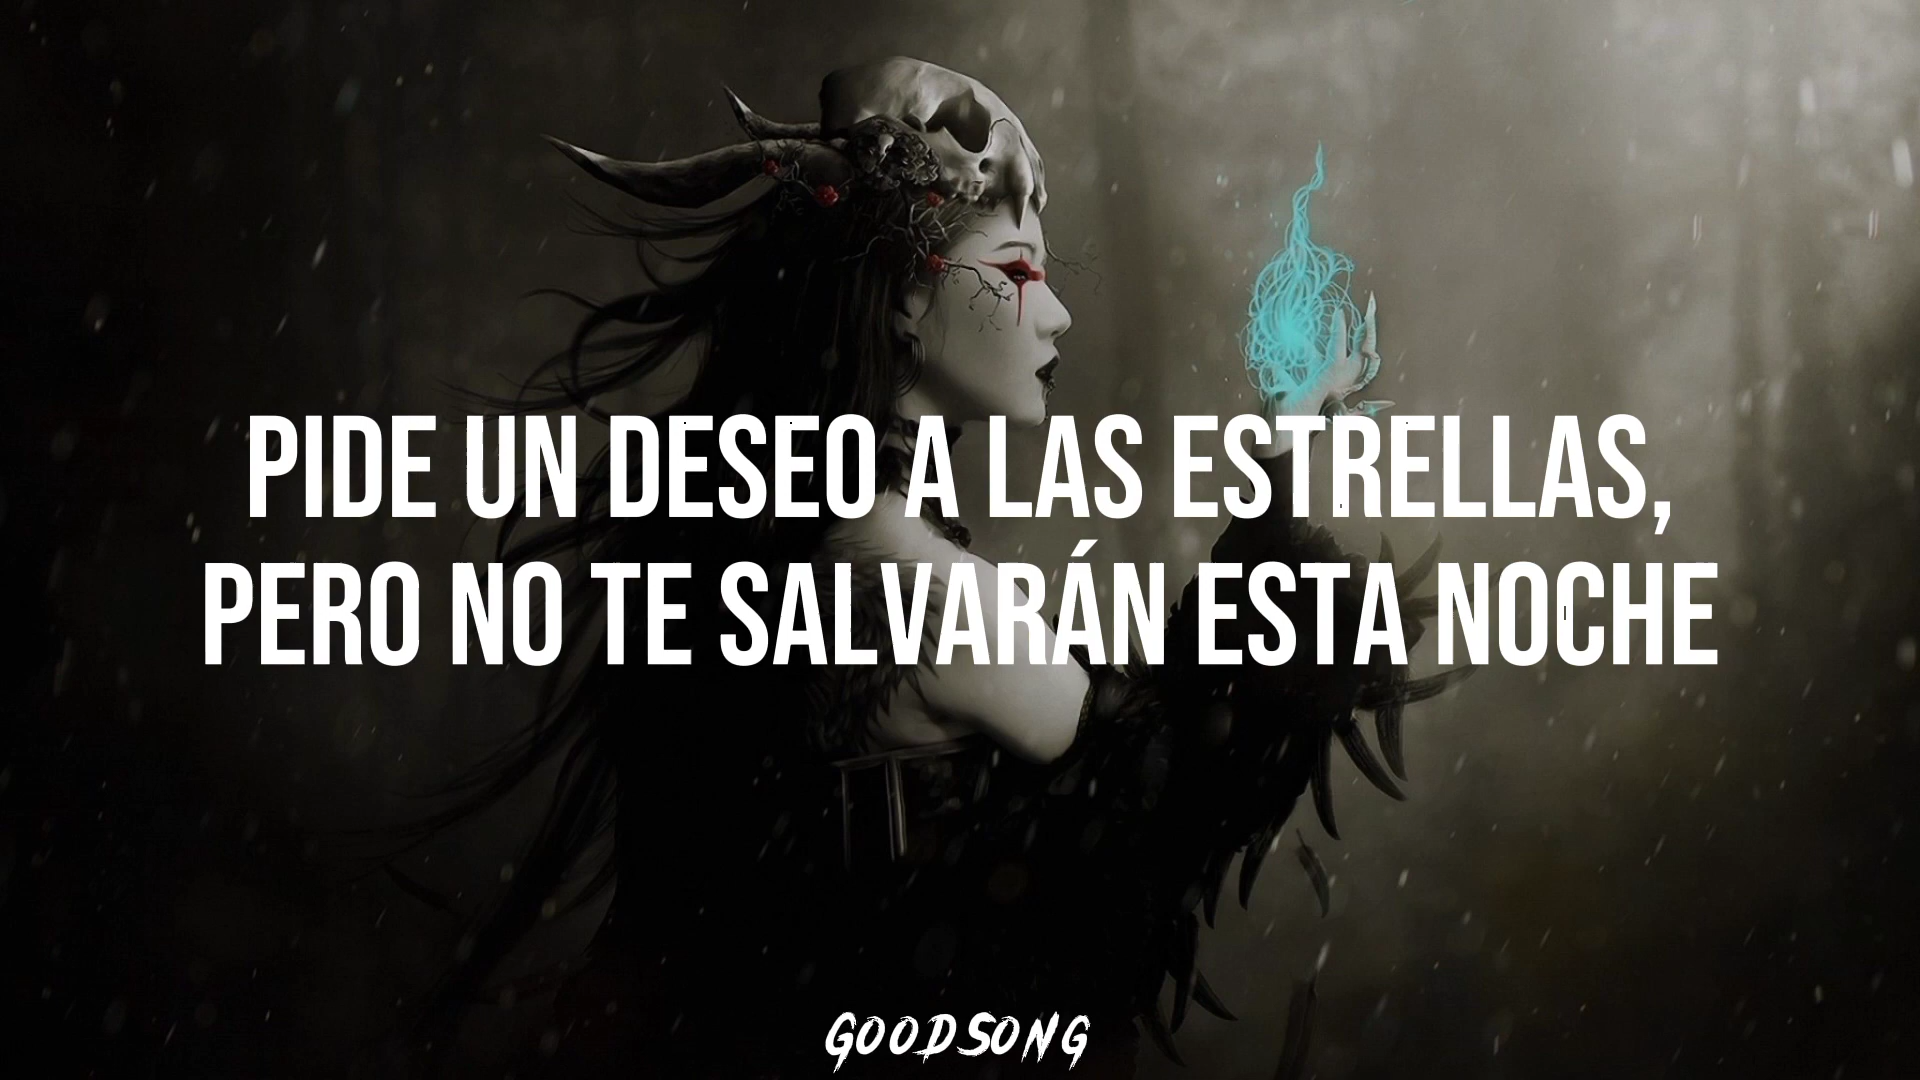 PIDE UN DESEO A LAS ESTRELLAS,
PERO NO TE SALVARÁN ESTA NOCHE
GOODSONG